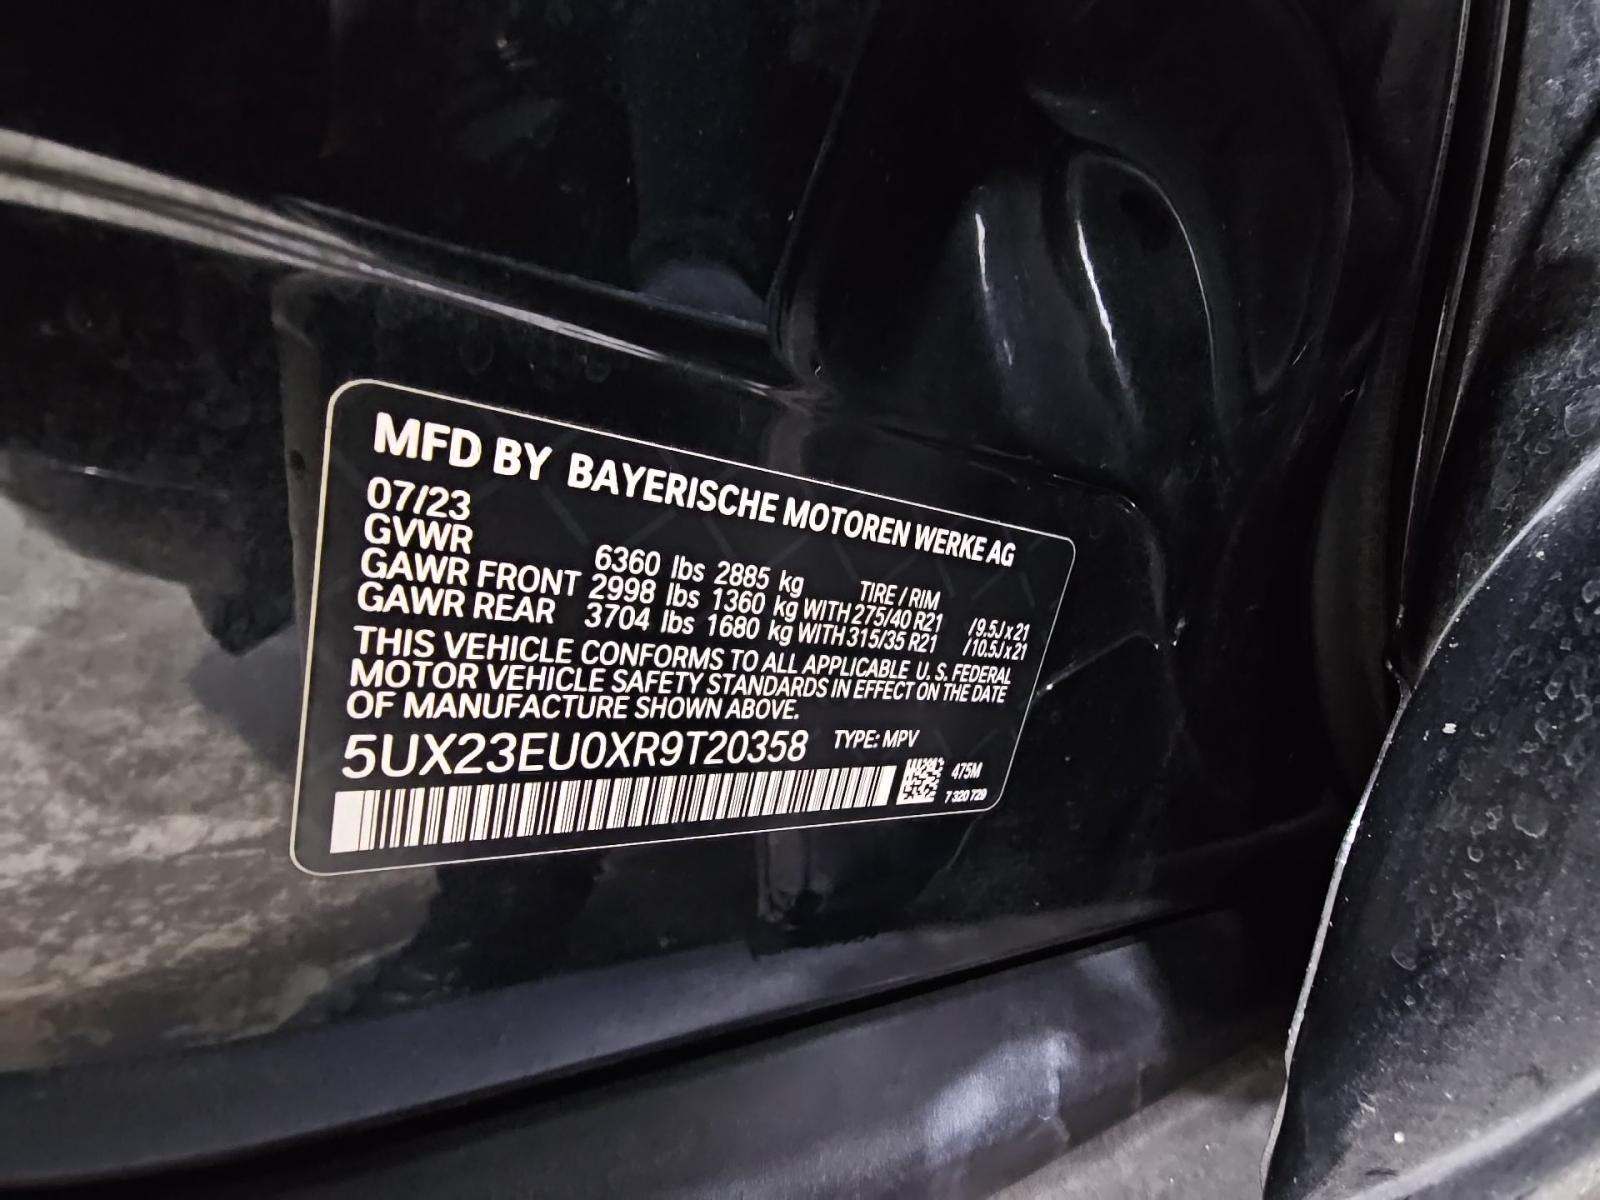 MFD BY BAYERISCHE MOTOREN WERKE AG
07/23
GVWR 6360 lbs 2885 kg TIRE / RIM
GAWR FRONT 2998 lbs 1360 kg WITH 275/40 R21 /9.5J x 21
GAWR REAR 3704 lbs 1680 kg WITH 315/35 R21 /10.5J x 21
THIS VEHICLE CONFORMS TO ALL APPLICABLE U. S. FEDERAL
MOTOR VEHICLE SAFETY STANDARDS IN EFFECT ON THE DATE
OF MANUFACTURE SHOWN ABOVE.
5UX23EU0XR9T20358 TYPE: MPV
475M
7 320 729